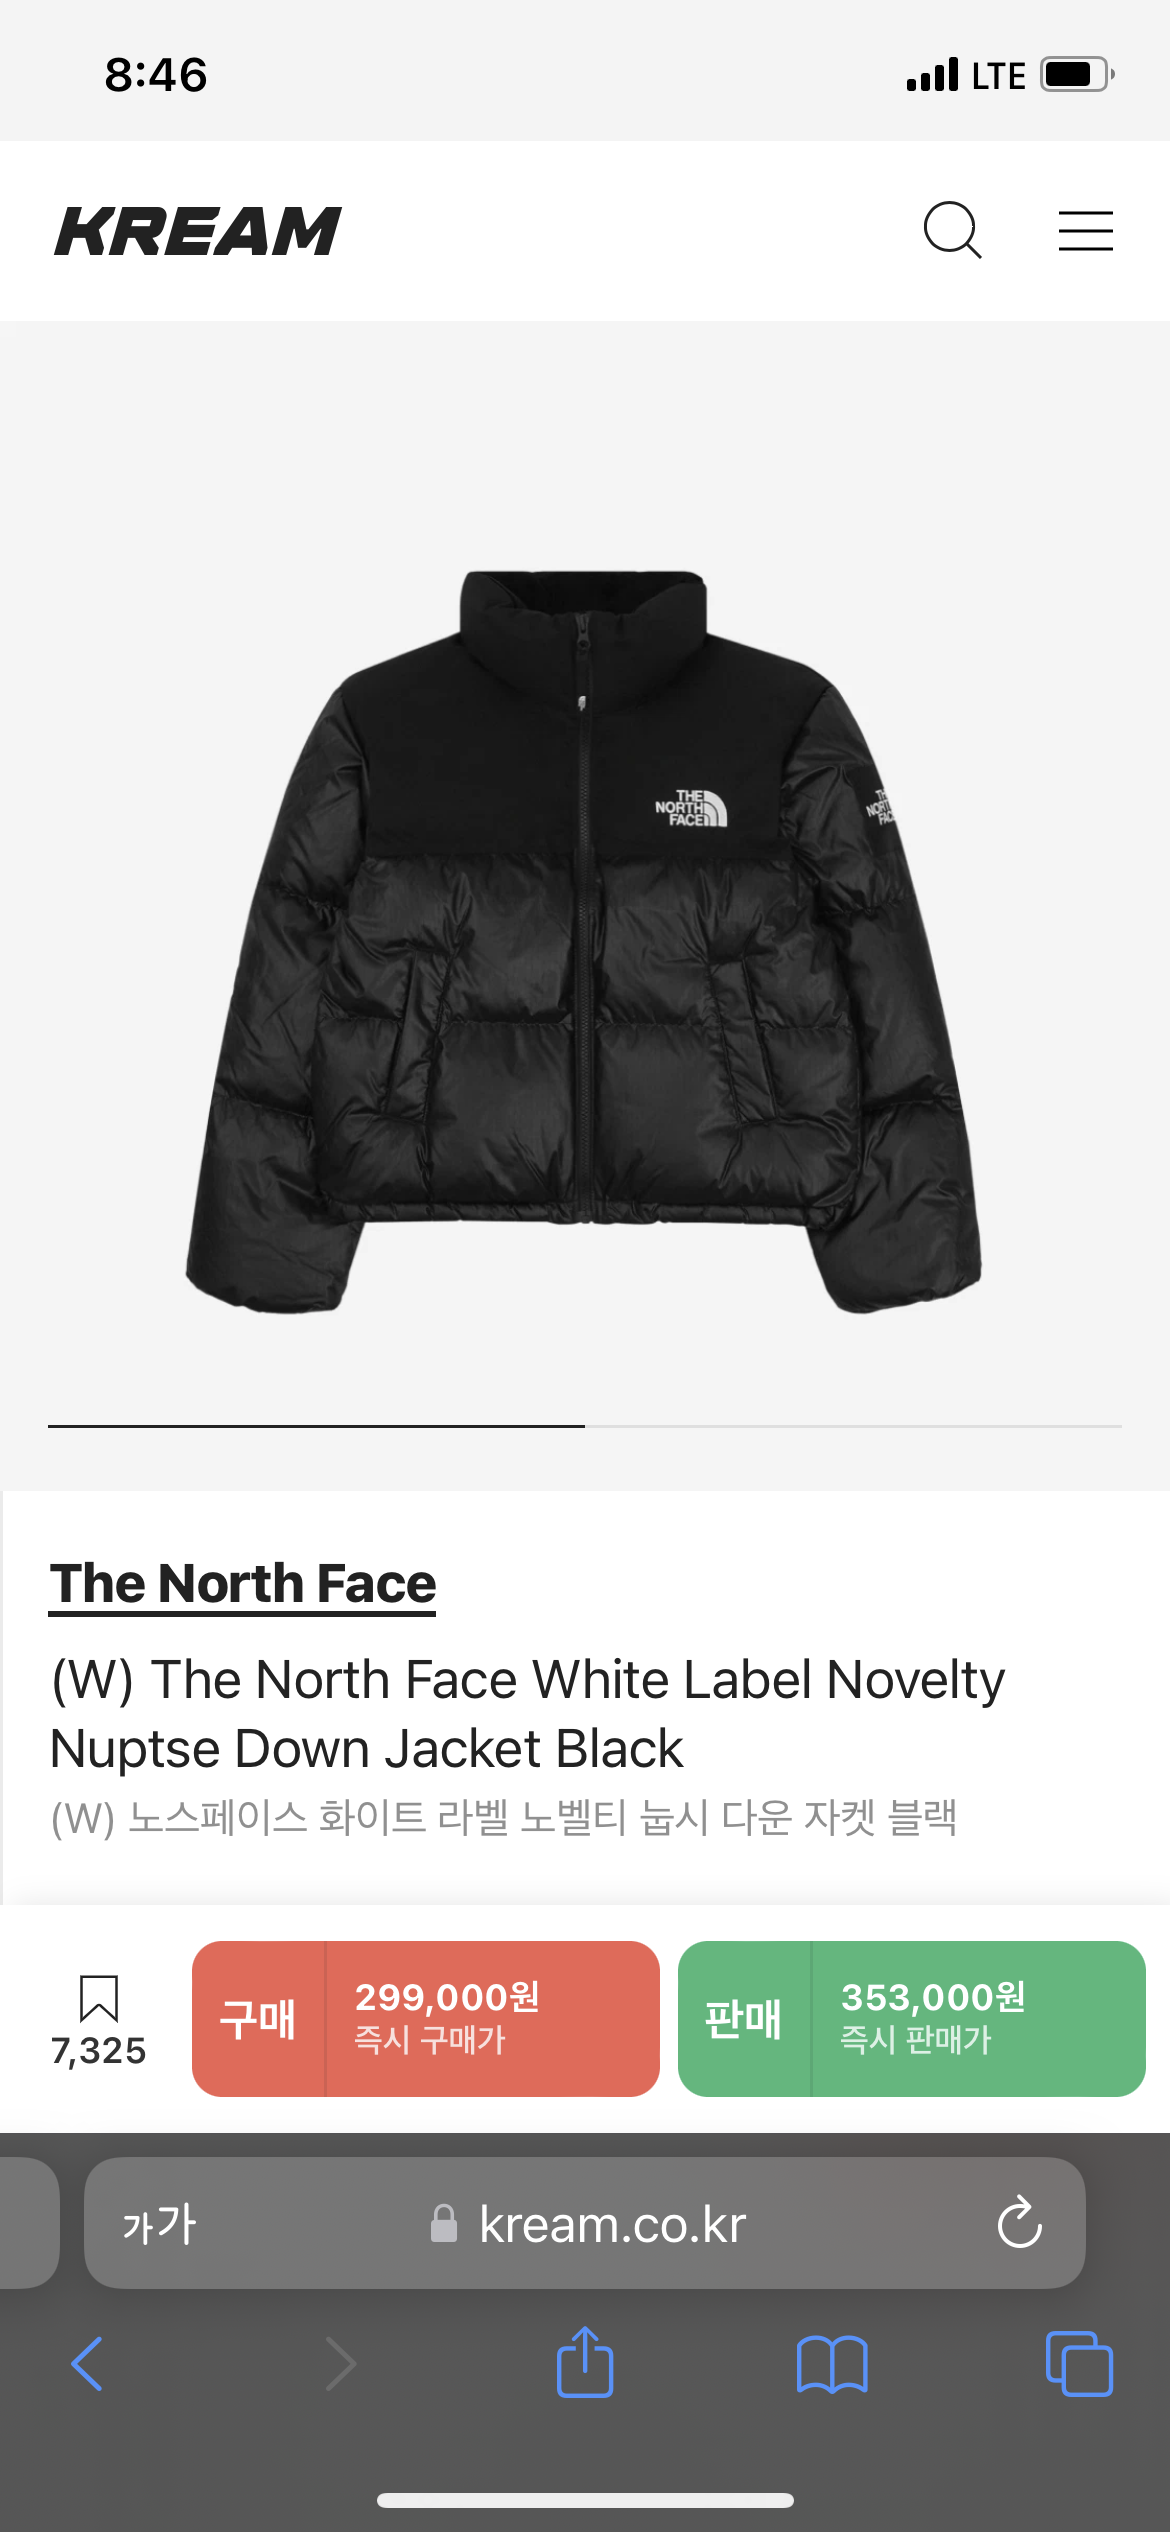 8:46
LTE
KREAM
THE
NORTH
FACE
The North Face
(W) The North Face White Label Novelty
Nuptse Down Jacket Black
(W) 노스페이스 화이트 라벨 노벨티 눕시 다운 자켓 블랙
7,325
구매
299,000원
즉시 구매가
판매
353,000원
즉시 판매가
가가
kream.co.kr